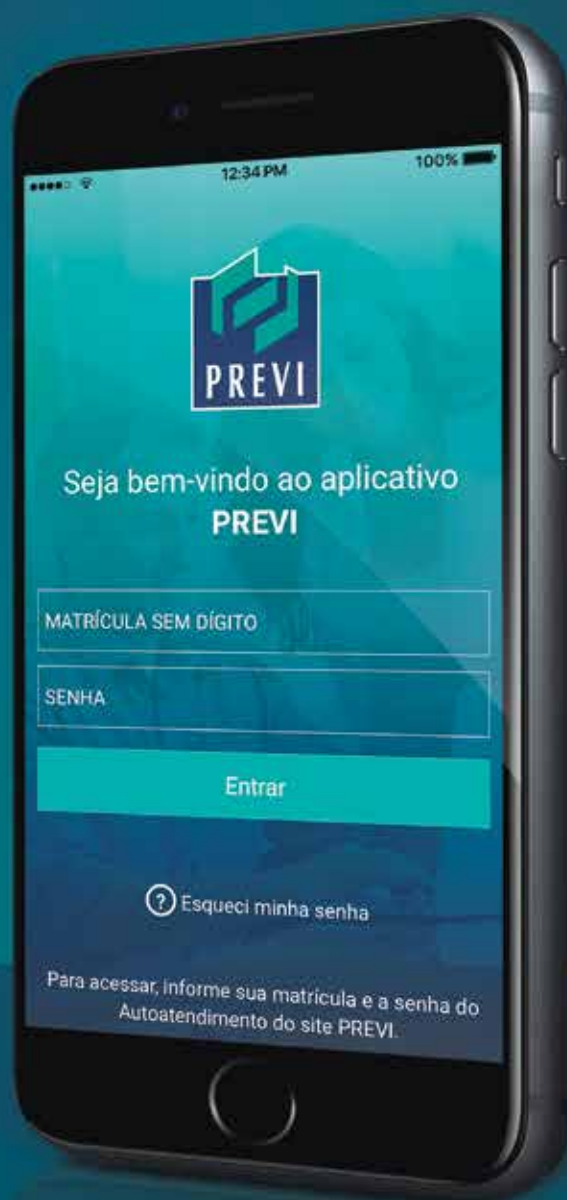 12:34 PM 100%
PREVI
Seja bem-vindo ao aplicativo
PREVI
MATRÍCULA SEM DÍGITO
SENHA
Entrar
? Esqueci minha senha
Para acessar, informe sua matrícula e a senha do
Autoatendimento do site PREVI.